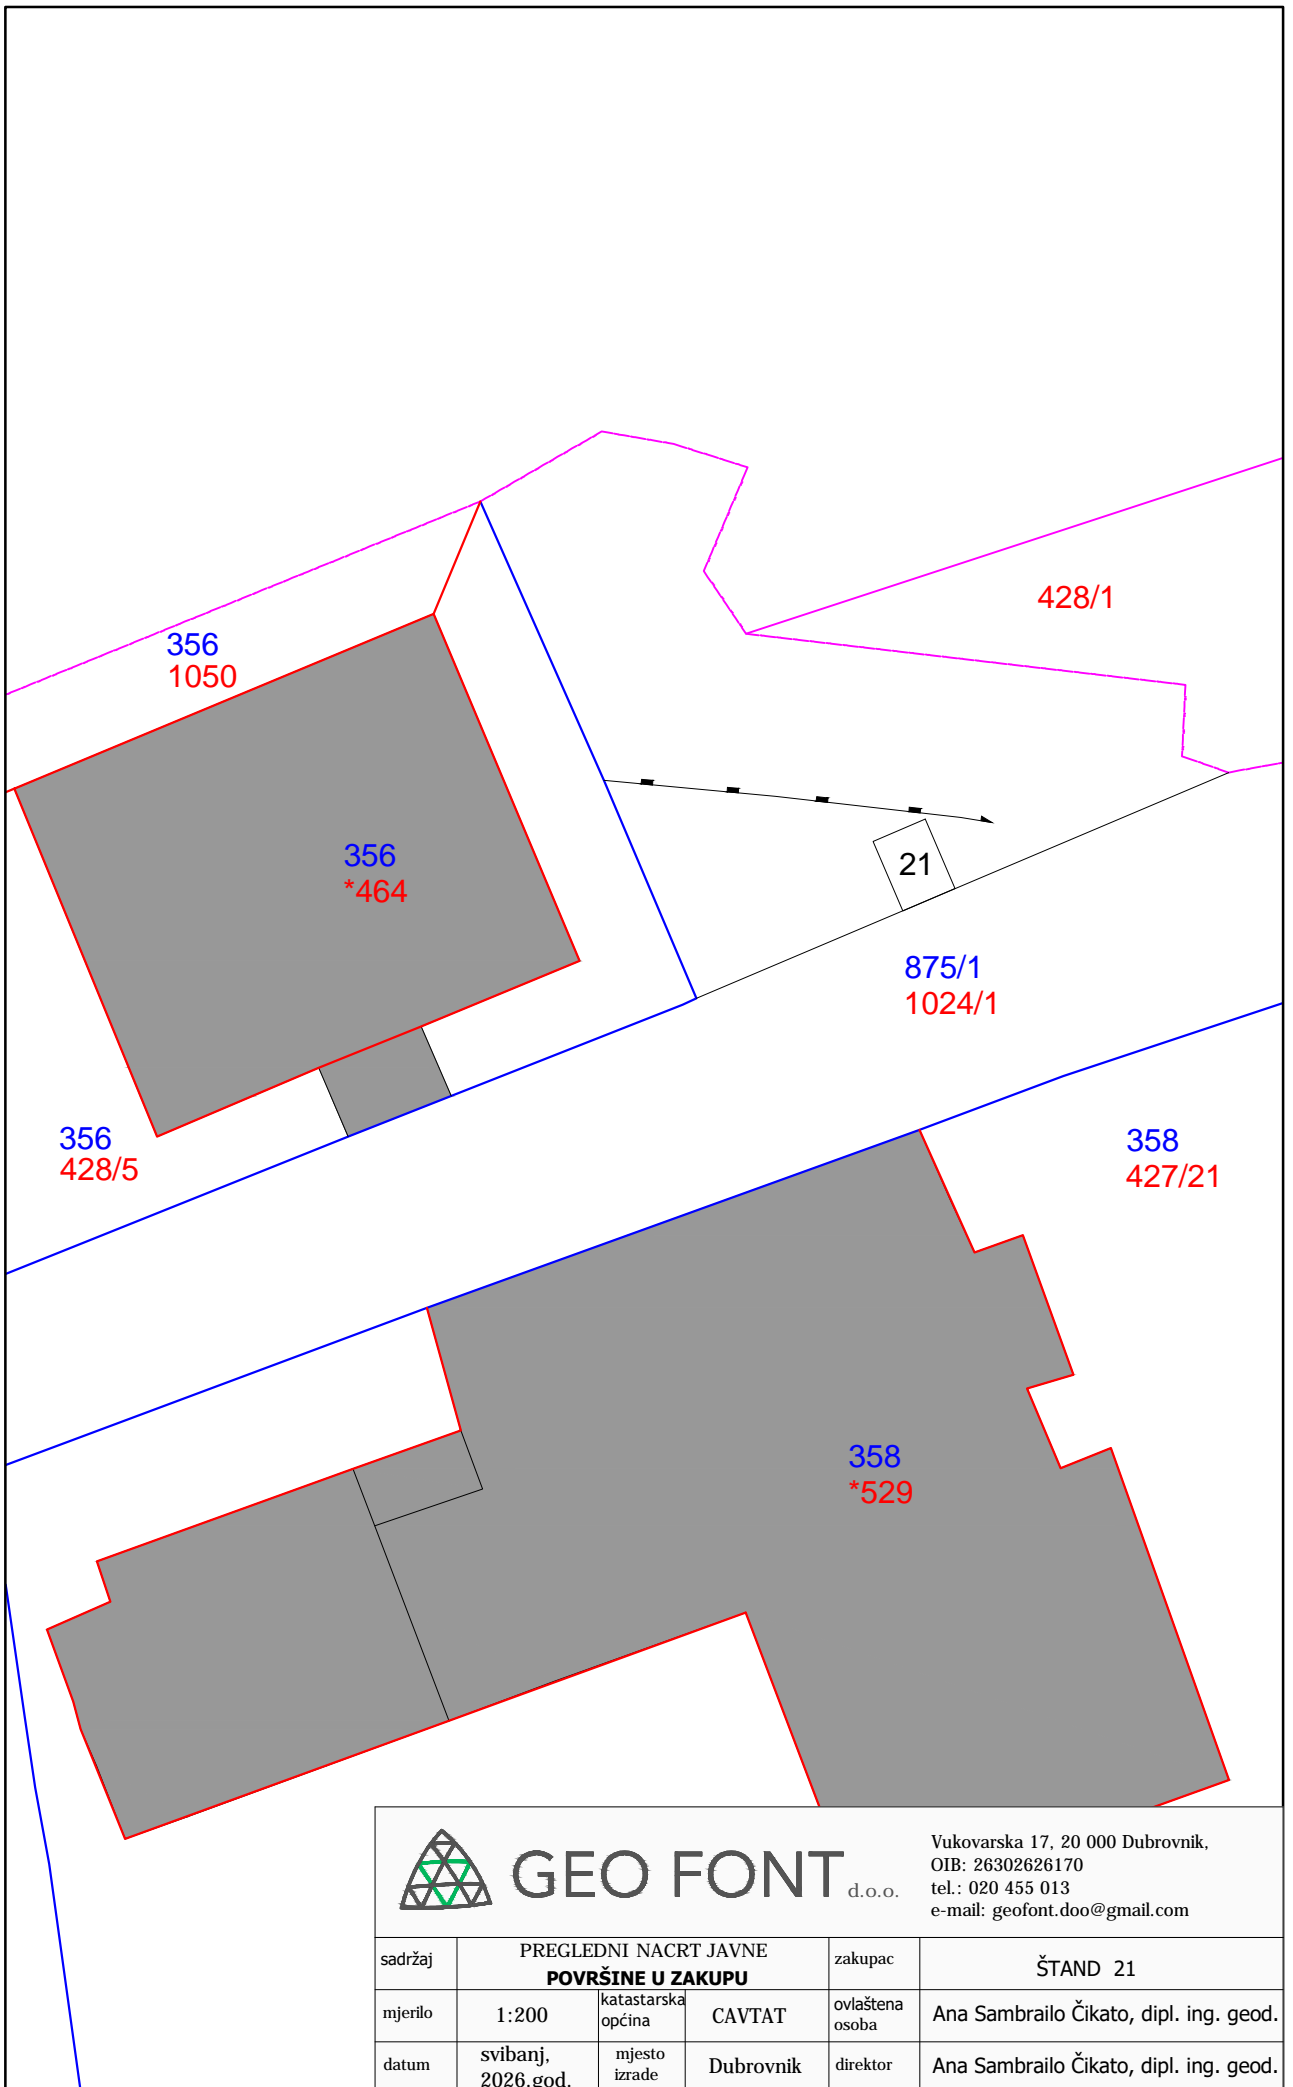 428/1
356
1050
356
*464
21
875/1
1024/1
356
428/5
358
427/21
358
*529
GEO FONT d.o.o.
Vukovarska 17, 20 000 Dubrovnik,
OIB: 26302626170
tel.: 020 455 013
e-mail: geofont.doo@gmail.com
sadržaj
PREGLEDNI NACRT JAVNE
POVRŠINE U ZAKUPU
zakupac
ŠTAND 21
mjerilo
1:200
katastarska
općina
CAVTAT
ovlaštena
osoba
Ana Sambrailo Čikato, dipl. ing. geod.
datum
svibanj,
2026.god.
mjesto
izrade
Dubrovnik
direktor
Ana Sambrailo Čikato, dipl. ing. geod.